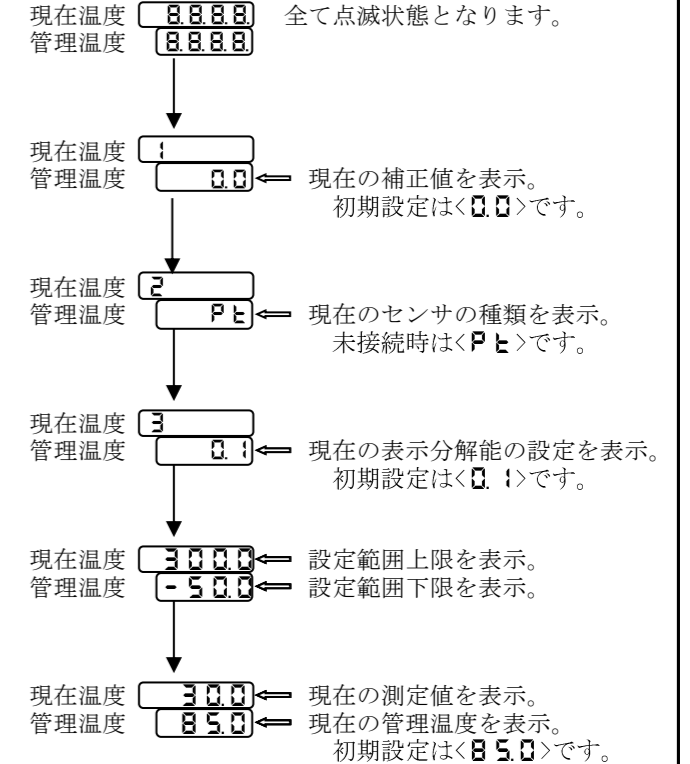 現在温度 8.8.8.8. 全て点滅状態となります。
管理温度 8.8.8.8.
現在温度 1
管理温度 0.0 ⇐ 現在の補正値を表示。
初期設定は<0.0>です。
現在温度 2
管理温度 Pt ⇐ 現在のセンサの種類を表示。
未接続時は<Pt>です。
現在温度 3
管理温度 0.1 ⇐ 現在の表示分解能の設定を表示。
初期設定は<0.1>です。
現在温度 300.0 ⇐ 設定範囲上限を表示。
管理温度 -50.0 ⇐ 設定範囲下限を表示。
現在温度 30.0 ⇐ 現在の測定値を表示。
管理温度 85.0 ⇐ 現在の管理温度を表示。
初期設定は<85.0>です。